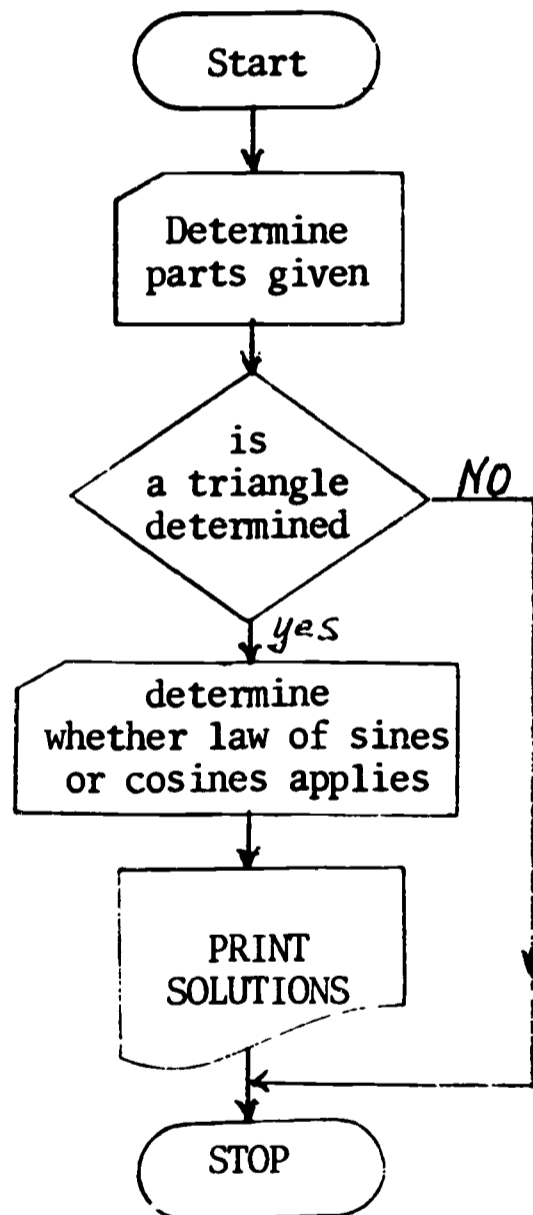 Start
Determine
parts given
is
a triangle
determined
NO
yes
determine
whether law of sines
or cosines applies
PRINT
SOLUTIONS
STOP